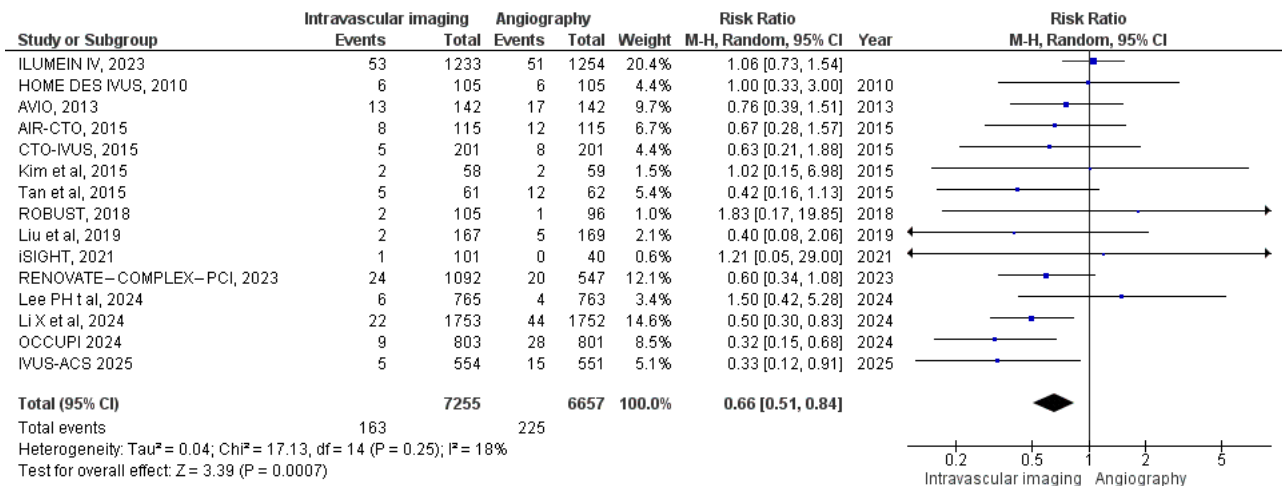 Intravascular imaging Angiography Risk Ratio Risk Ratio
Study or Subgroup Events Total Events Total Weight M-H, Random, 95% CI Year M-H, Random, 95% CI
ILUMEIN IV, 2023 53 1233 51 1254 20.4% 1.06 [0.73, 1.54]
HOME DES IVUS, 2010 6 105 6 105 4.4% 1.00 [0.33, 3.00] 2010
AVIO, 2013 13 142 17 142 9.7% 0.76 [0.39, 1.51] 2013
AIR-CTO, 2015 8 115 12 115 6.7% 0.67 [0.28, 1.57] 2015
CTO-IVUS, 2015 5 201 8 201 4.4% 0.63 [0.21, 1.88] 2015
Kim et al, 2015 2 58 2 59 1.5% 1.02 [0.15, 6.98] 2015
Tan et al, 2015 5 61 12 62 5.4% 0.42 [0.16, 1.13] 2015
ROBUST, 2018 2 105 1 96 1.0% 1.83 [0.17, 19.85] 2018
Liu et al, 2019 2 167 5 169 2.1% 0.40 [0.08, 2.06] 2019
iSIGHT, 2021 1 101 0 40 0.6% 1.21 [0.05, 29.00] 2021
RENOVATE–COMPLEX–PCI, 2023 24 1092 20 547 12.1% 0.60 [0.34, 1.08] 2023
Lee PH t al, 2024 6 765 4 763 3.4% 1.50 [0.42, 5.28] 2024
Li X et al, 2024 22 1753 44 1752 14.6% 0.50 [0.30, 0.83] 2024
OCCUPI 2024 9 803 28 801 8.5% 0.32 [0.15, 0.68] 2024
IVUS-ACS 2025 5 554 15 551 5.1% 0.33 [0.12, 0.91] 2025
Total (95% CI) 7255 6657 100.0% 0.66 [0.51, 0.84]
Total events 163 225
Heterogeneity: Tau² = 0.04; Chi² = 17.13, df = 14 (P = 0.25); I² = 18%
Test for overall effect: Z = 3.39 (P = 0.0007)
0.2 0.5 1 2 5
Intravascular imaging Angiography